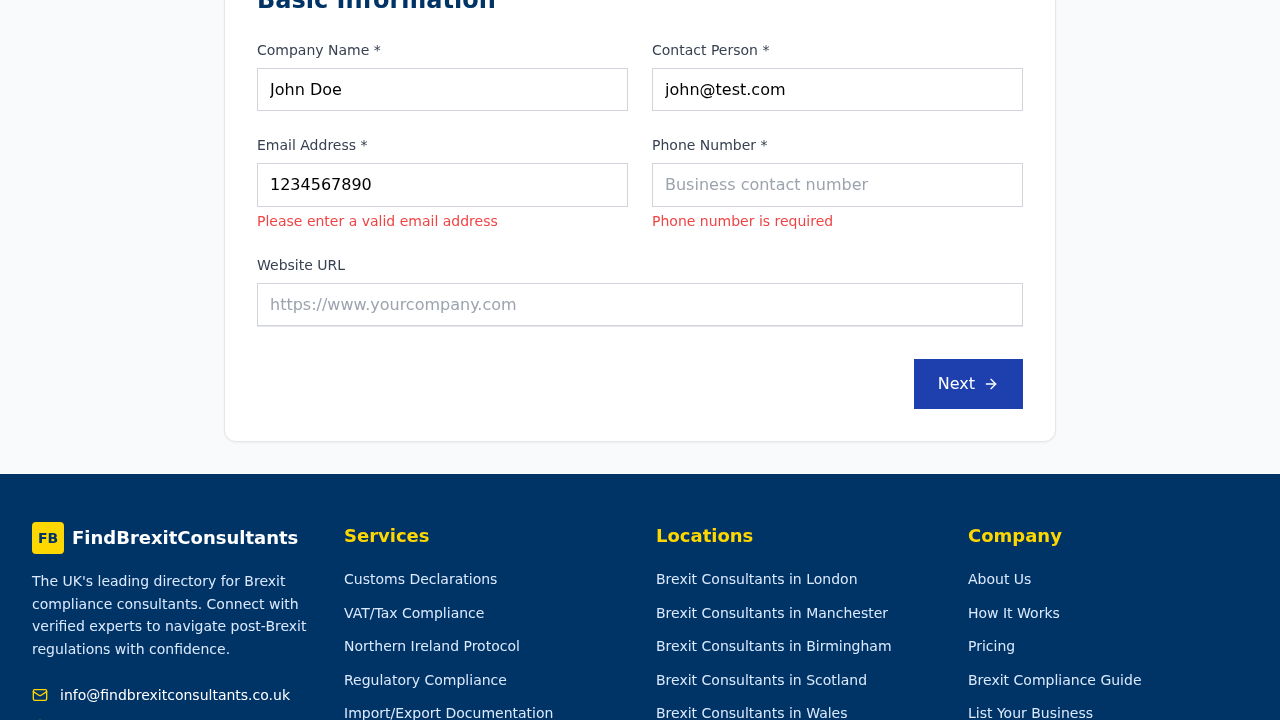 Basic Information
Company Name *
Contact Person *
John Doe
john@test.com
Email Address *
Phone Number *
1234567890
Business contact number
Please enter a valid email address
Phone number is required
Website URL
https://www.yourcompany.com
Next
FB FindBrexitConsultants
The UK's leading directory for Brexit
compliance consultants. Connect with
verified experts to navigate post-Brexit
regulations with confidence.
info@findbrexitconsultants.co.uk
Services
Customs Declarations
VAT/Tax Compliance
Northern Ireland Protocol
Regulatory Compliance
Import/Export Documentation
Locations
Brexit Consultants in London
Brexit Consultants in Manchester
Brexit Consultants in Birmingham
Brexit Consultants in Scotland
Brexit Consultants in Wales
Company
About Us
How It Works
Pricing
Brexit Compliance Guide
List Your Business